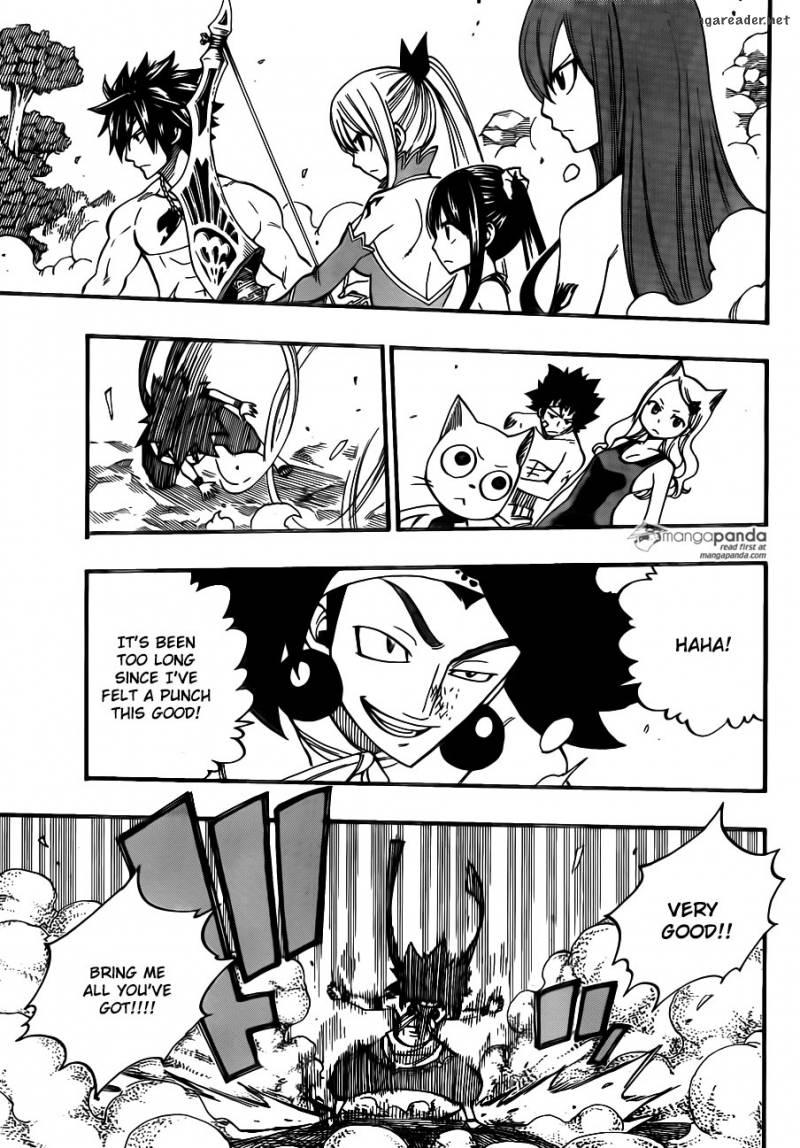 ngareader.net
mangapanda
read first at
mangapanda.com
HAHA!
IT'S BEEN
TOO LONG
SINCE I'VE
FELT A PUNCH
THIS GOOD!
VERY
GOOD!!
BRING ME
ALL YOU'VE
GOT!!!!